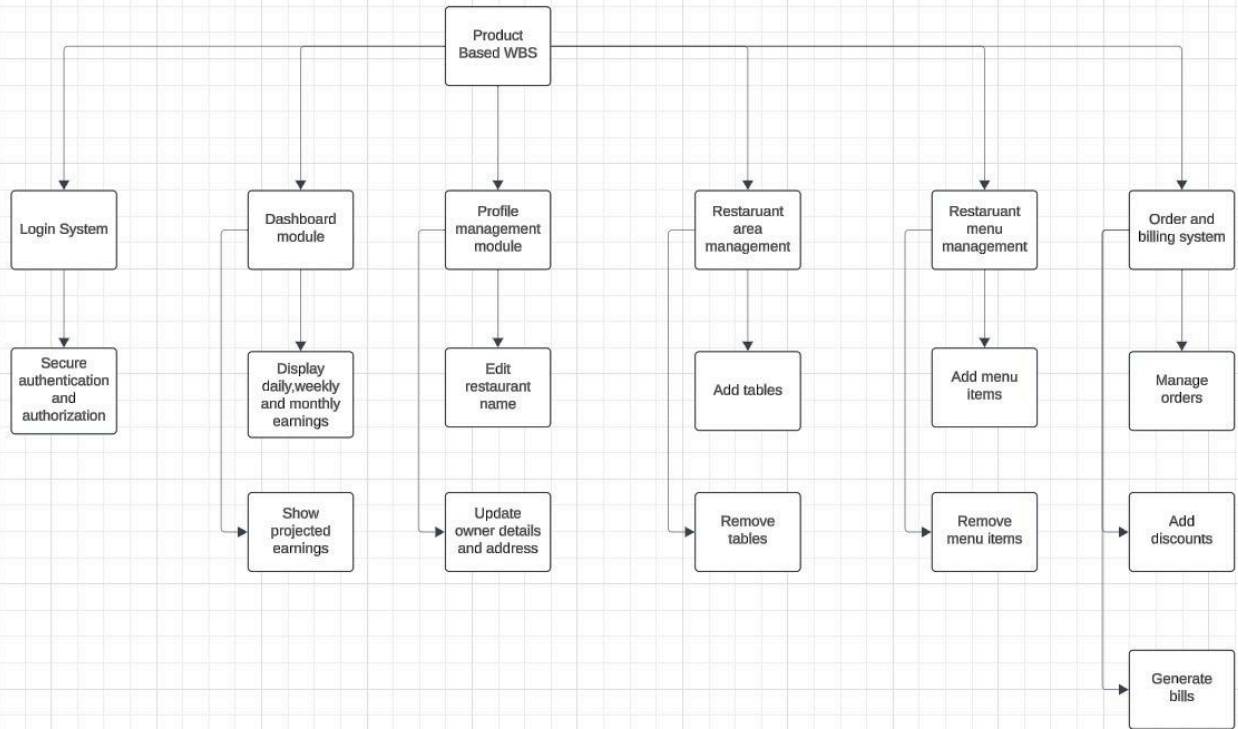 Product
Based WBS
Login System
Dashboard
module
Profile
management
module
Restaruant
area
management
Restaruant
menu
management
Order and
billing system
Secure
authentication
and
authorization
Display
daily,weekly
and monthly
earnings
Edit
restaurant
name
Add tables
Add menu
items
Manage
orders
Show
projected
earnings
Update
owner details
and address
Remove
tables
Remove
menu items
Add
discounts
Generate
bills